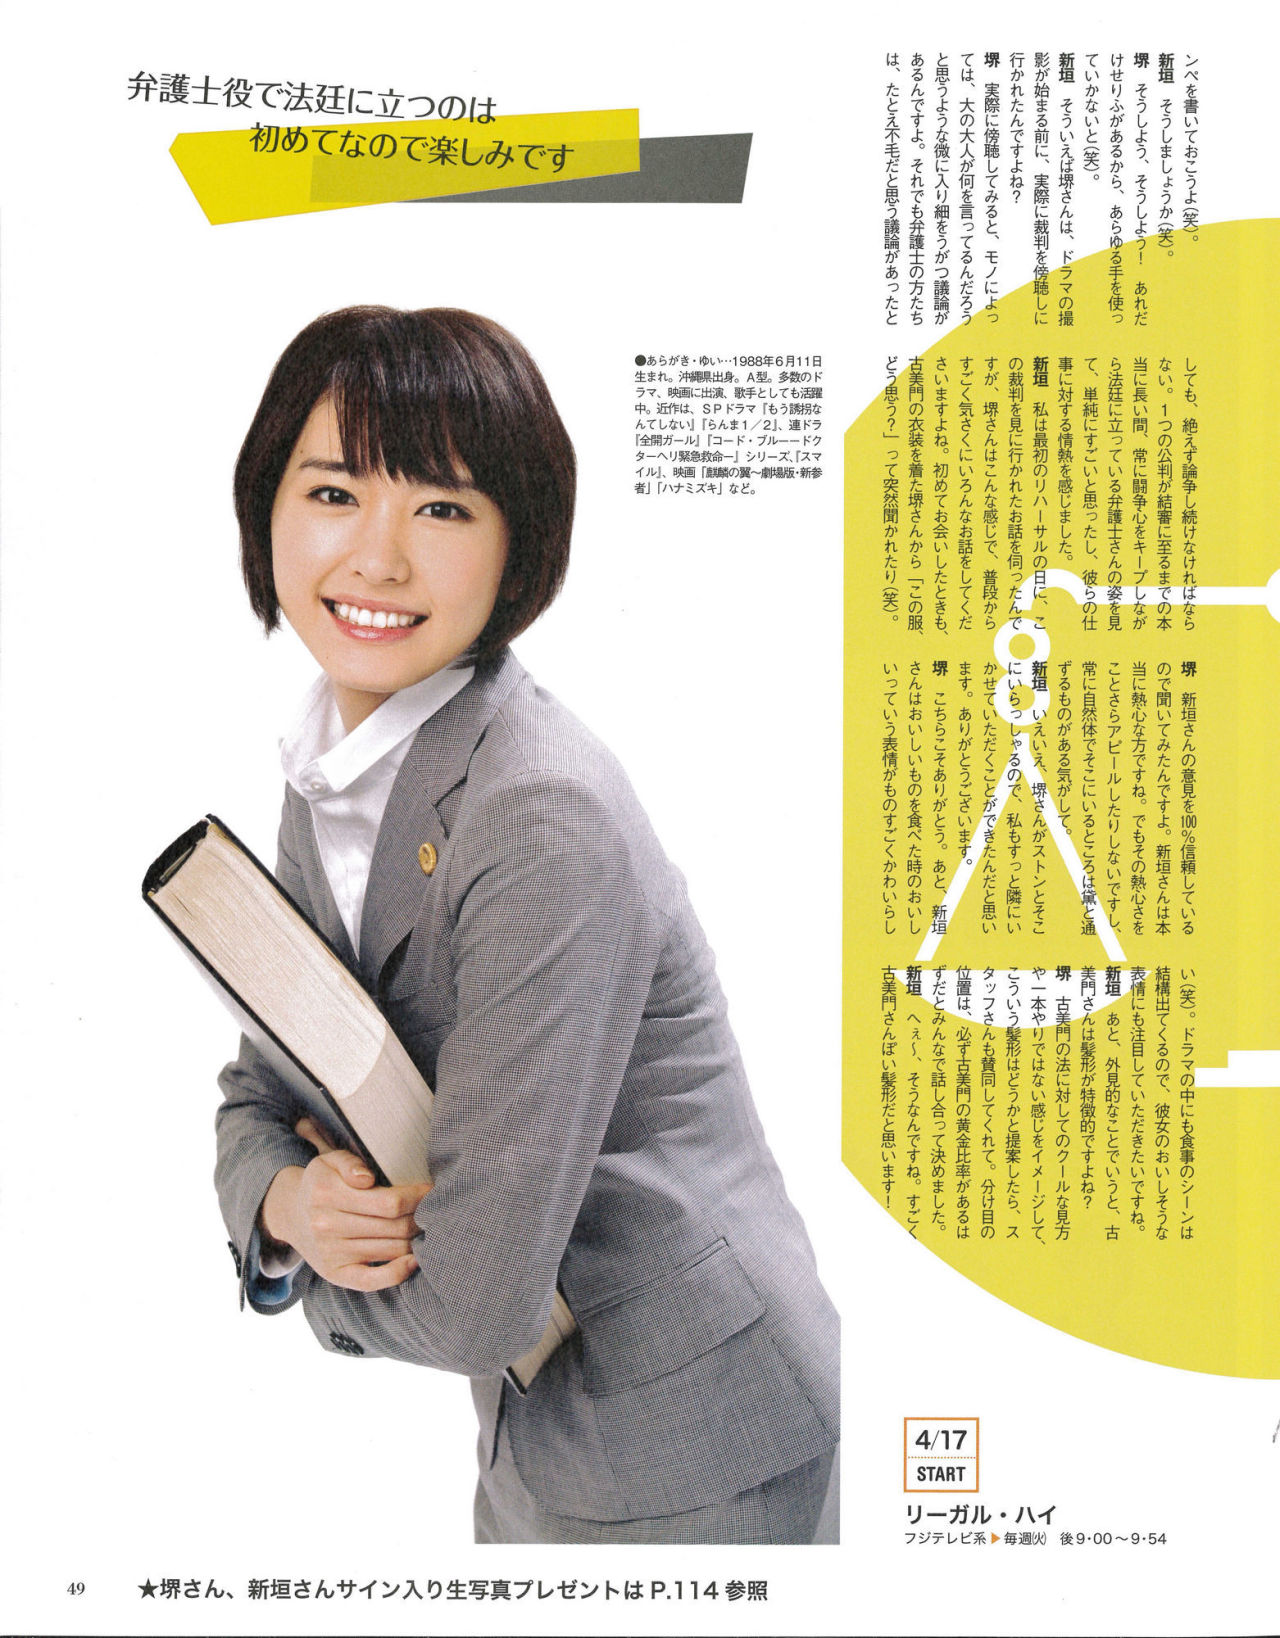 弁護士役で法廷に立つのは
初めてなので楽しみです
●あらがき・ゆい…1988年6月11日
生まれ。沖縄県出身。A型。多数のド
ラマ、映画に出演、歌手としても活躍
中。近作は、SPドラマ『もう誘拐な
んてしない』『らんま1／2』、連ドラ
『全開ガール』『コード・ブルードク
ターヘリ緊急救命ー』シリーズ、『スマ
イル』、映画「麒麟の翼〜劇場版・新参
者」「ハナミズキ」など。
ンペを書いておこうよ(笑)。
新垣　そうしましょうか(笑)。
堺　そうしよう、そうしよう！　あれだ
けせりふがあるから、あらゆる手を使っ
ていかないと(笑)。
新垣　そういえば堺さんは、ドラマの撮
影が始まる前に、実際に裁判を傍聴しに
行かれたんですよね？
堺　実際に傍聴してみると、モノによっ
ては、大の大人が何を言ってるんだろう
と思うような微に入り細をうがつ議論が
あるんですよ。それでも弁護士の方たち
は、たとえ不毛だと思う議論があったと
しても、絶えず論争し続けなければなら
ない。1つの公判が結審に至るまでの本
当に長い間、常に闘争心をキープしなが
ら法廷に立っている弁護士さんの姿を見
て、単純にすごいと思ったし、彼らの仕
事に対する情熱を感じました。
新垣　私は最初のリハーサルの日に、こ
の裁判を見に行かれたお話を伺ったんで
すが、堺さんはこんな感じで、普段から
すごく気さくにいろんなお話をしてくだ
さいますよね。初めてお会いしたときも、
古美門の衣装を着た堺さんから「この服、
どう思う？」って突然聞かれたり(笑)。
堺　新垣さんの意見を100％信頼している
ので聞いてみたんですよ。新垣さんは本
当に熱心な方ですね。でもその熱心さを
ことさらアピールしたりしないですし、
常に自然体でそこにいるところは黛と通
ずるものがある気がして。
新垣　いえいえ、堺さんがストンとそこ
にいらっしゃるので、私もすっと隣にい
かせていただくことができたんだと思い
ます。ありがとうございます。
堺　こちらこそありがとう。あと、新垣
さんはおいしいものを食べた時のおいし
いっていう表情がものすごくかわいらし
い(笑)。ドラマの中にも食事のシーンは
結構出てくるので、彼女のおいしそうな
表情にも注目していただきたいですね。
新垣　あと、外見的なことでいうと、古
美門さんは髪形が特徴的ですよね？
堺　古美門の法に対してのクールな見方
や一本やりではない感じをイメージして、
こういう髪形はどうかと提案したら、ス
タッフさんも賛同してくれて。分け目の
位置は、必ず古美門の黄金比率があるは
ずだとみんなで話し合って決めました。
新垣　へぇ〜、そうなんですね。すごく
古美門さんぽい髪形だと思います！
4/17
START
リーガル・ハイ
フジテレビ系▶毎週(火)　後9・00〜9・54
49
★堺さん、新垣さんサイン入り生写真プレゼントはP.114参照